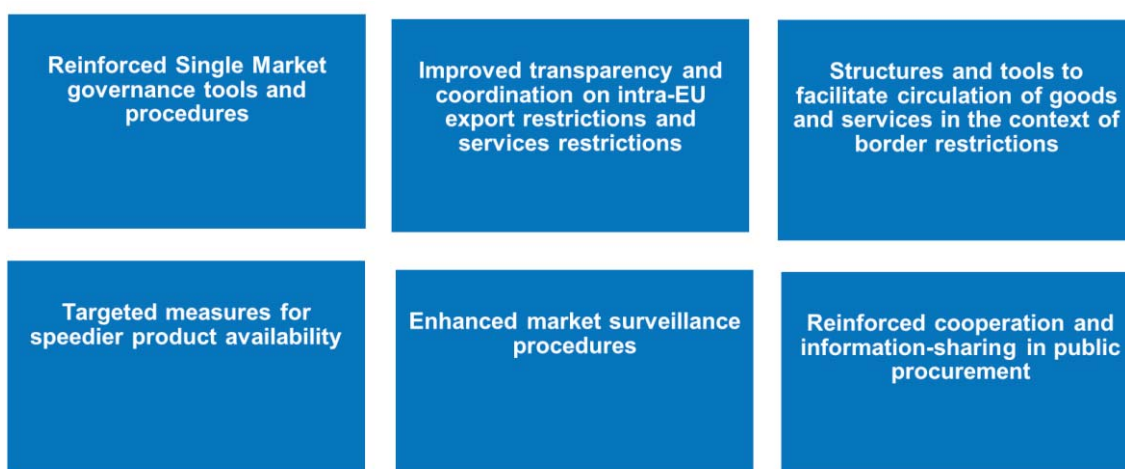 Reinforced Single Market
governance tools and
procedures
Improved transparency and
coordination on intra-EU
export restrictions and
services restrictions
Structures and tools to
facilitate circulation of goods
and services in the context of
border restrictions
Targeted measures for
speedier product availability
Enhanced market surveillance
procedures
Reinforced cooperation and
information-sharing in public
procurement